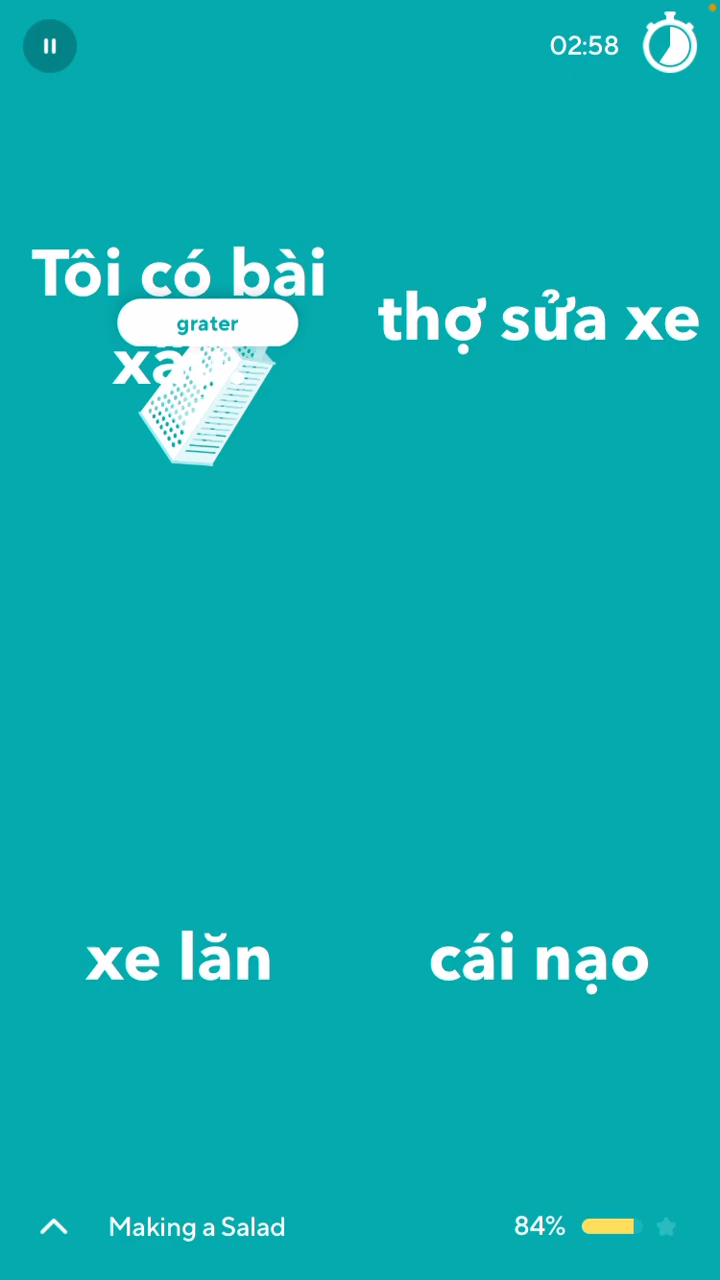 02:58
Tôi có bài
grater
thợ sửa xe
xe lăn
cái nạo
Making a Salad
84%